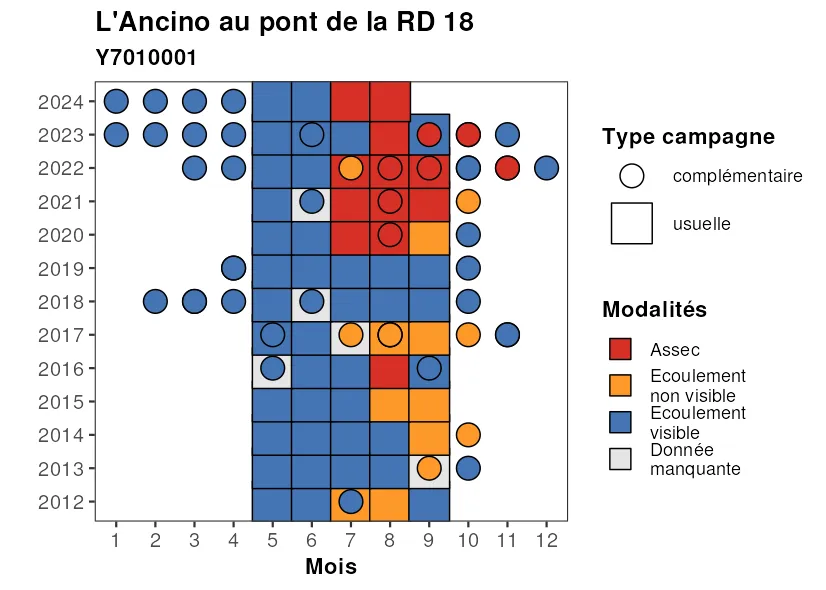 L'Ancino au pont de la RD 18
Y7010001
2024
2023
2022
2021
2020
2019
2018
2017
2016
2015
2014
2013
2012
1 2 3 4 5 6 7 8 9 10 11 12
Mois
Type campagne
complémentaire
usuelle
Modalités
Assec
Ecoulement
non visible
Ecoulement
visible
Donnée
manquante